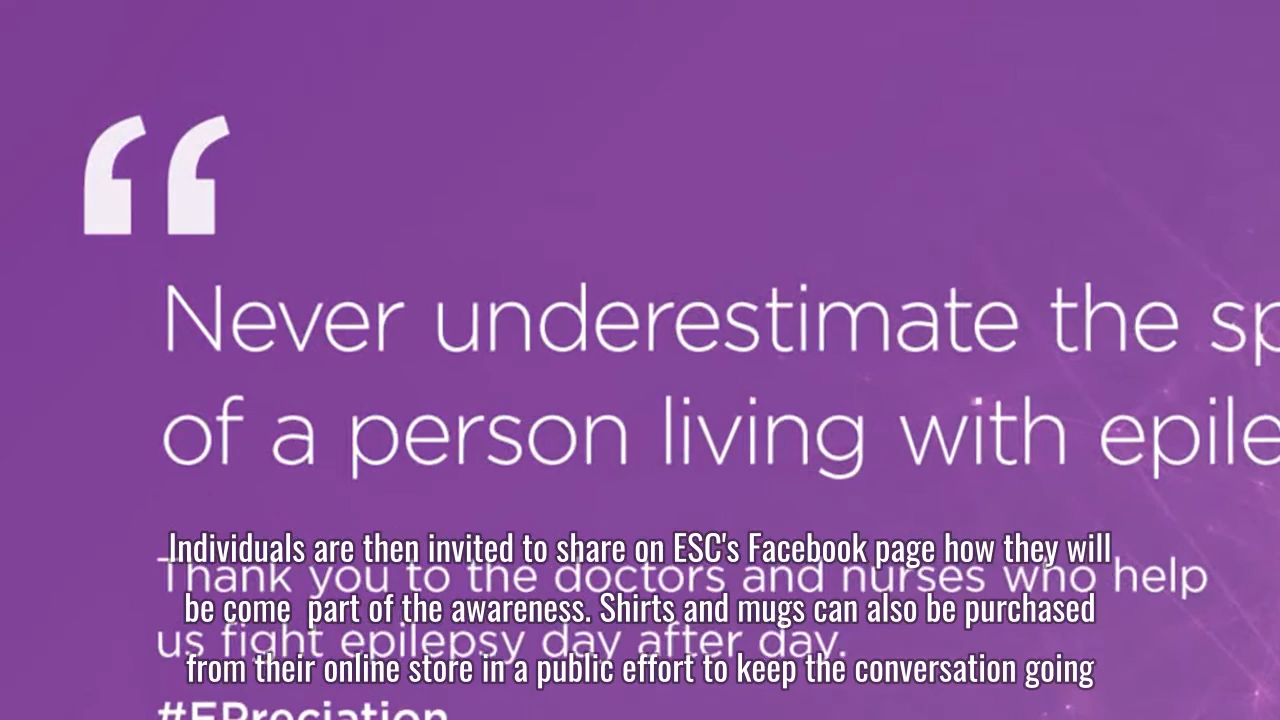 “
Never underestimate the
of a person living with
Individuals are then invited to share on ESC's Facebook page how they will
Thank you to the doctors and nurses who help
be come  part of the awareness. Shirts and mugs can also be purchased
us fight epilepsy day after day.
from their online store in a public effort to keep the conversation going
#EPreciation